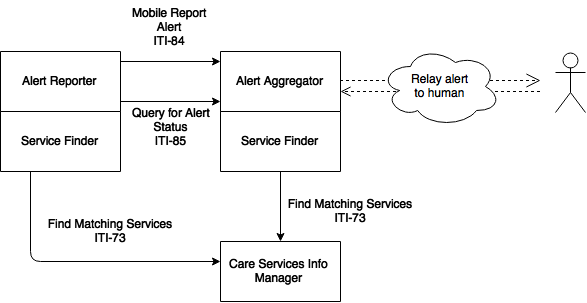 Mobile Report
Alert
ITI-84
Alert Reporter
Alert Aggregator
Relay alert
to human
Query for Alert
Status
ITI-85
Service Finder
Service Finder
Find Matching Services
ITI-73
Find Matching Services
ITI-73
Care Services Info
Manager